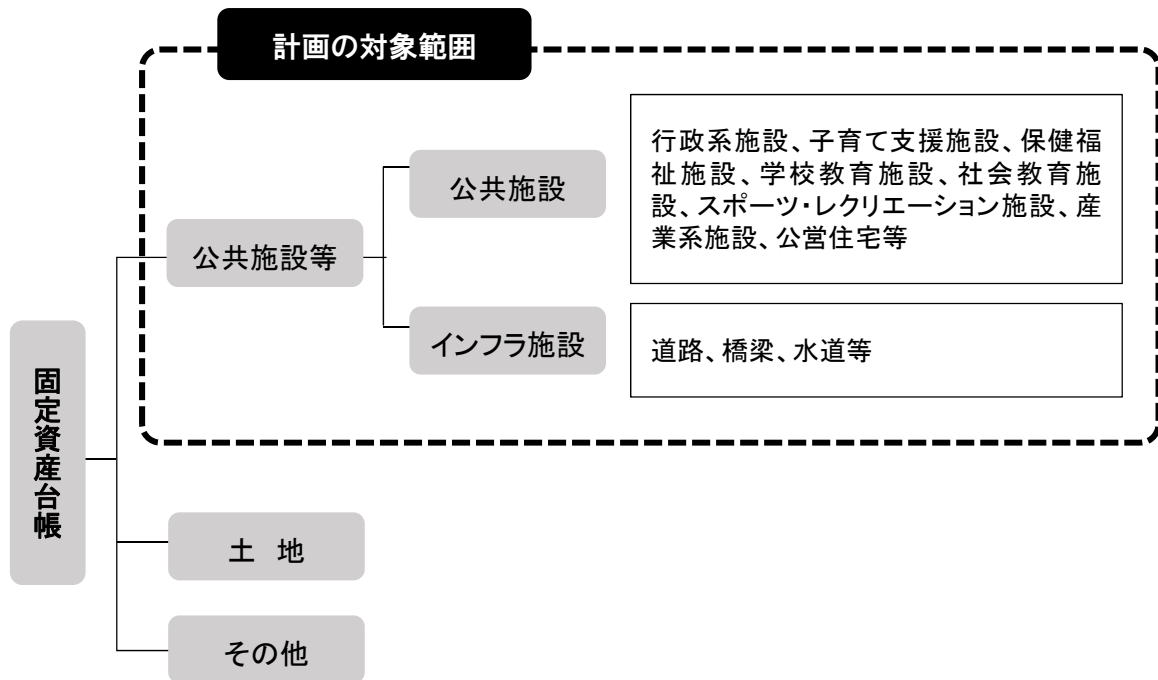 計画の対象範囲
行政系施設、子育て支援施設、保健福
祉施設、学校教育施設、社会教育施
設、スポーツ・レクリエーション施設、産
業系施設、公営住宅等
公共施設
公共施設等
インフラ施設
道路、橋梁、水道等
固定資産台帳
土 地
その他